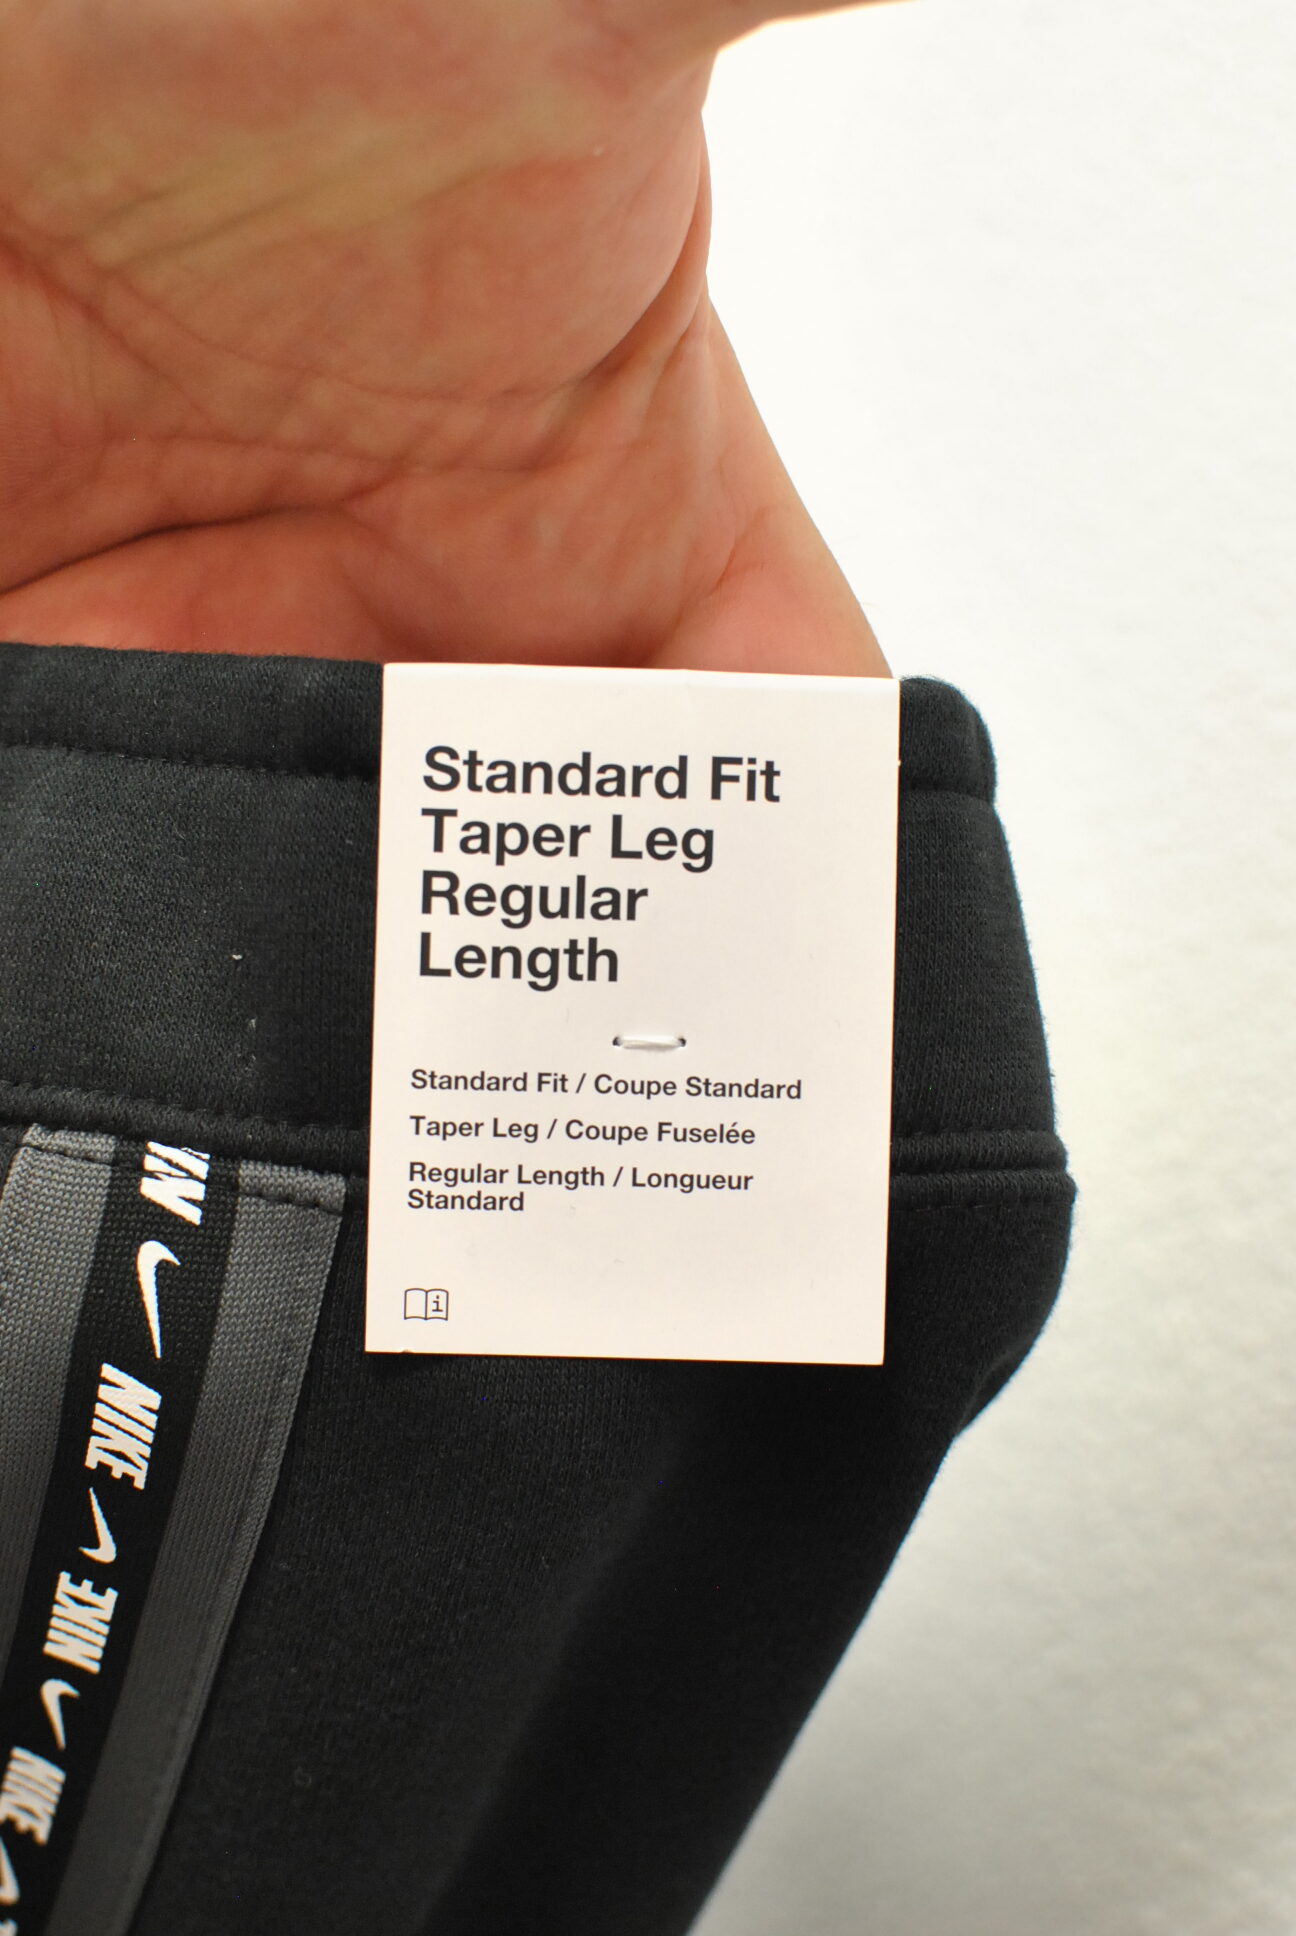 Standard Fit
Taper Leg
Regular
Length
Standard Fit / Coupe Standard
Taper Leg / Coupe Fuselée
Regular Length / Longueur
Standard
i
NIKE
NIKE
NIKE